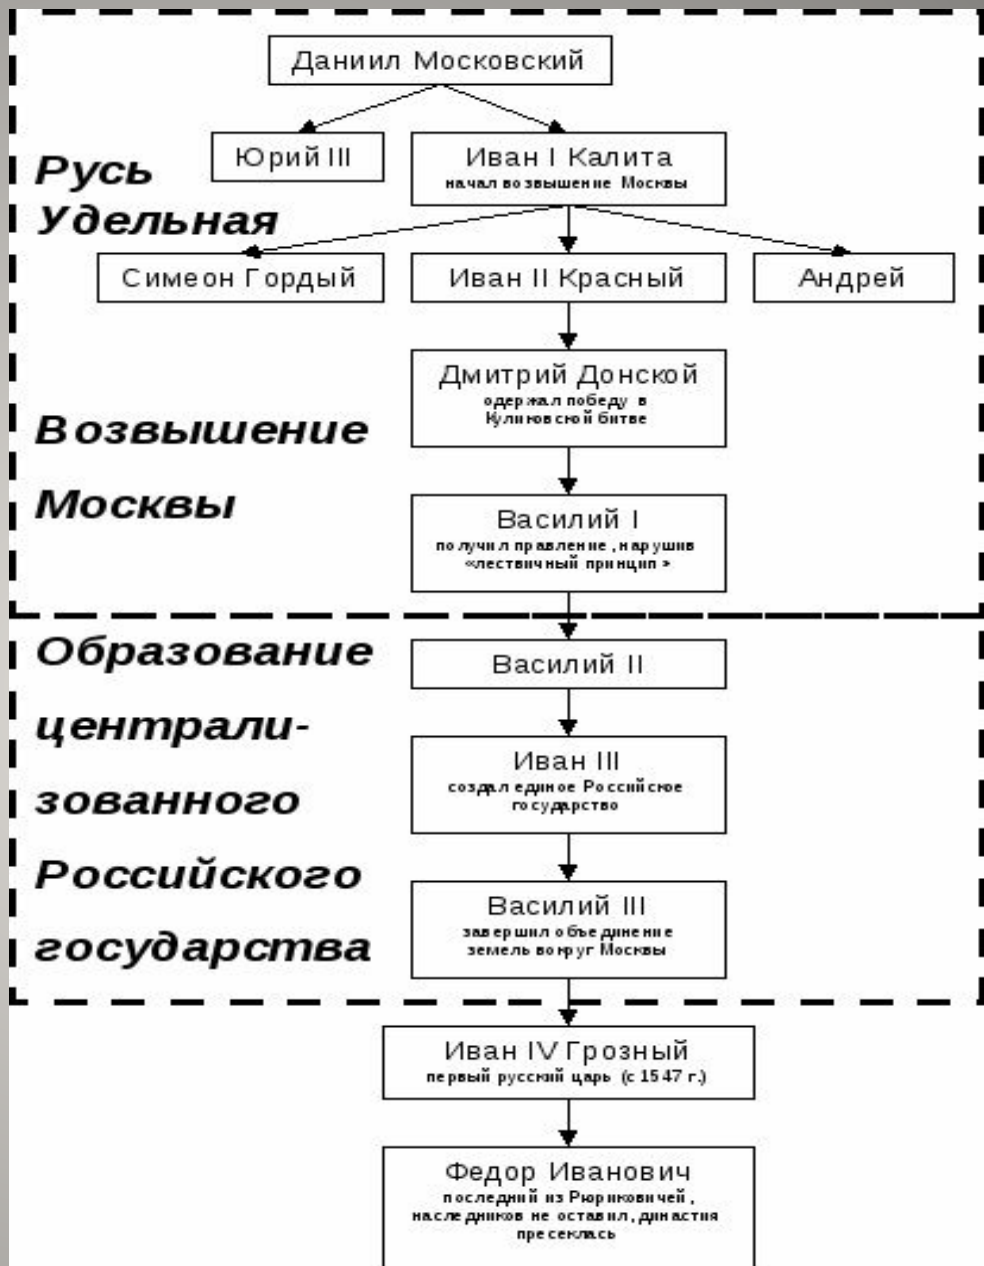 Даниил Московский
Юрий III
Иван I Калита
начал возвышение Москвы
Русь
Удельная
Симеон Гордый
Иван II Красный
Андрей
Дмитрий Донской
одержал победу в
Куликовской битве
Возвышение
Москвы
Василий I
получил правление, нарушив
«лествичный принцип»
Образование
централи-
зованного
Российского
государства
Василий II
Иван III
создал единое Российское
государство
Василий III
завершил объединение
земель вокруг Москвы
Иван IV Грозный
первый русский царь (с 1547 г.)
Федор Иванович
последний из Рюриковичей,
наследников не оставил, династия
пресеклась